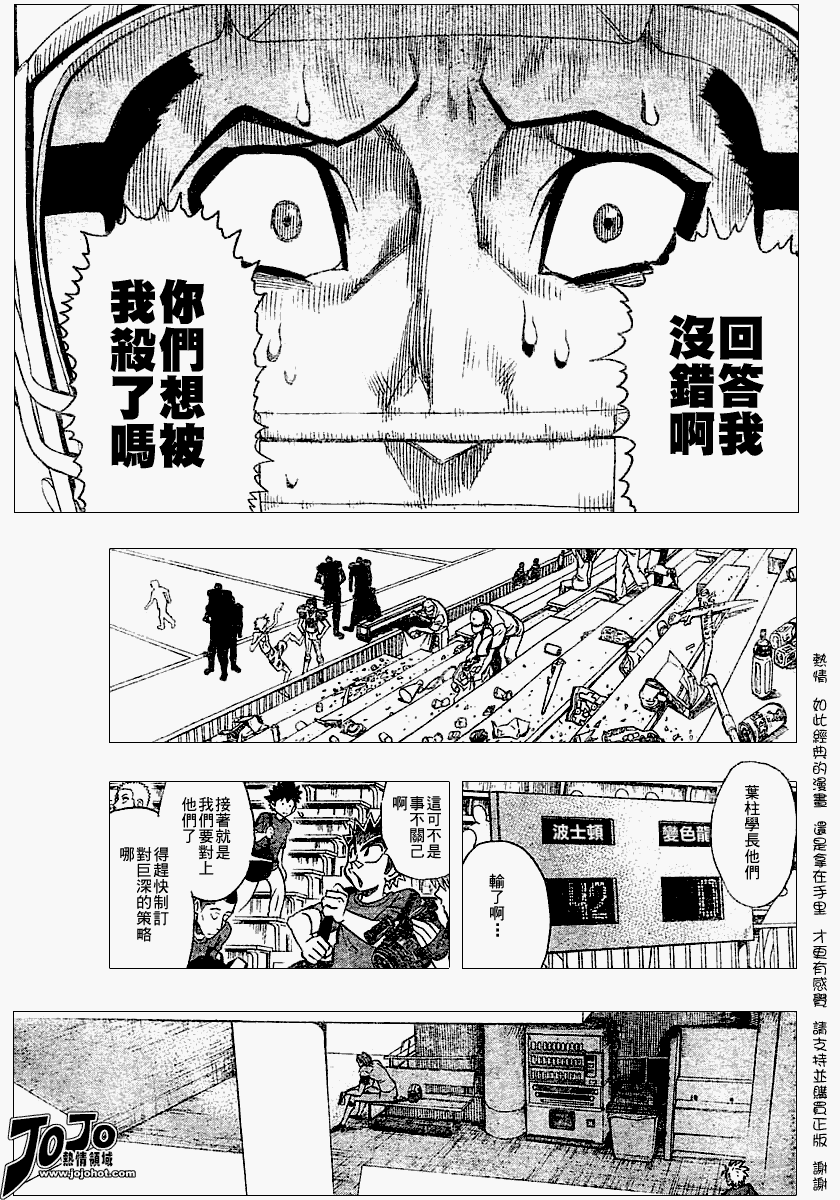 回答我
沒錯啊
你們想被
我殺了嗎
葉柱學長他們
輸了啊…
波士頓
變色龍
42
0
這可不是
事不關己
啊
接著就是
我們要對上
他們了
得趕快制訂
對巨深的策略
哪
熱情 如此經典的漫畫 還是拿在手里 才更有感覺 請支持並購買正版 謝謝
JOJO
熱情領域
www.jojohot.com